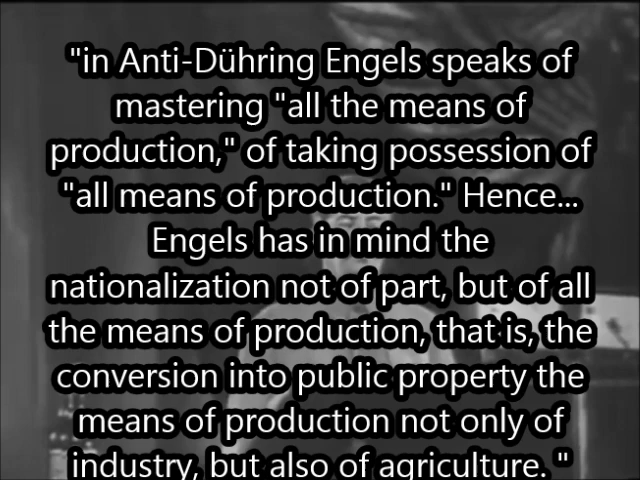 "in Anti-Dühring Engels speaks of
mastering "all the means of
production," of taking possession of
"all means of production." Hence...
Engels has in mind the
nationalization not of part, but of all
the means of production, that is, the
conversion into public property the
means of production not only of
industry, but also of agriculture. "